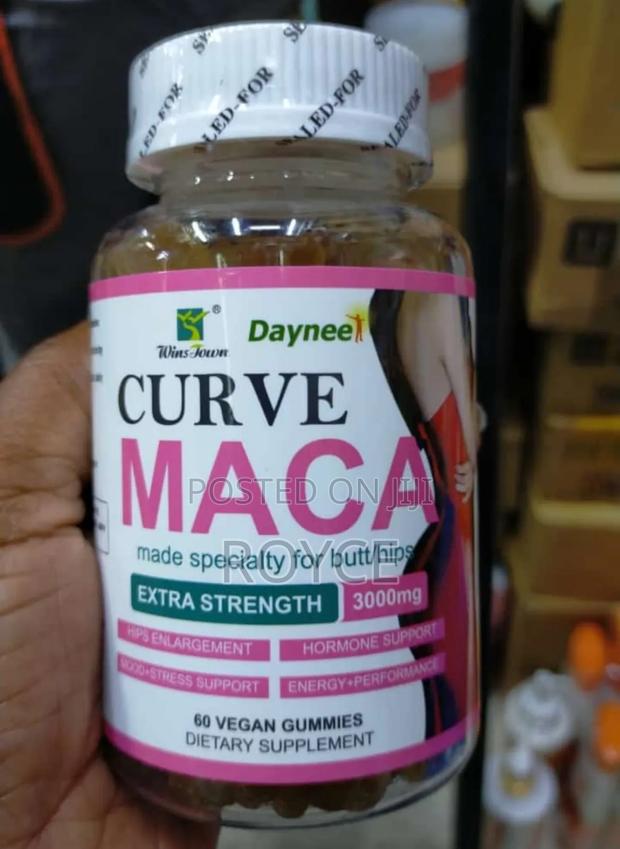 SEALED-FOR
WinsTown ®
Daynee
CURVE
MACA
POSTED ON JIJI
made specialty for butt/hips
ROYCE
EXTRA STRENGTH 3000mg
HIPS ENLARGEMENT HORMONE SUPPORT
MOOD+STRESS SUPPORT ENERGY+PERFORMANCE
60 VEGAN GUMMIES
DIETARY SUPPLEMENT